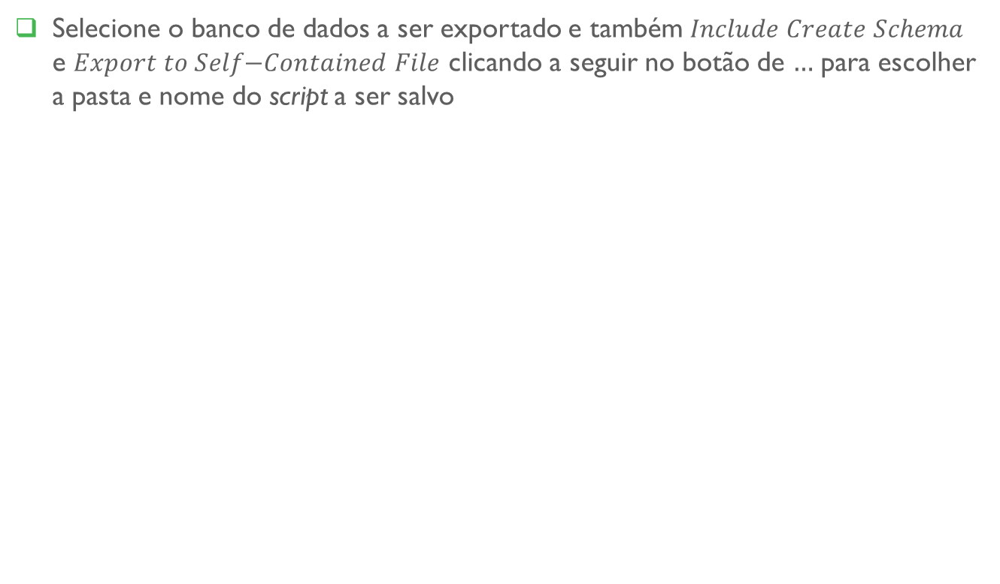 Selecione o banco de dados a ser exportado e também Include Create Schema
e Export to Self−Contained File clicando a seguir no botão de ... para escolher
a pasta e nome do script a ser salvo